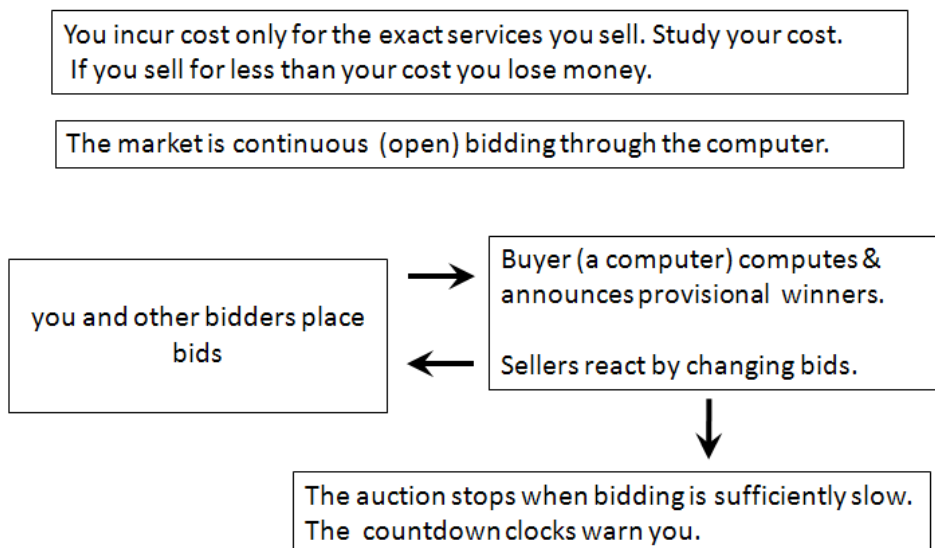 You incur cost only for the exact services you sell. Study your cost.
If you sell for less than your cost you lose money.
The market is continuous (open) bidding through the computer.
you and other bidders place
bids
Buyer (a computer) computes &
announces provisional winners.
Sellers react by changing bids.
The auction stops when bidding is sufficiently slow.
The countdown clocks warn you.